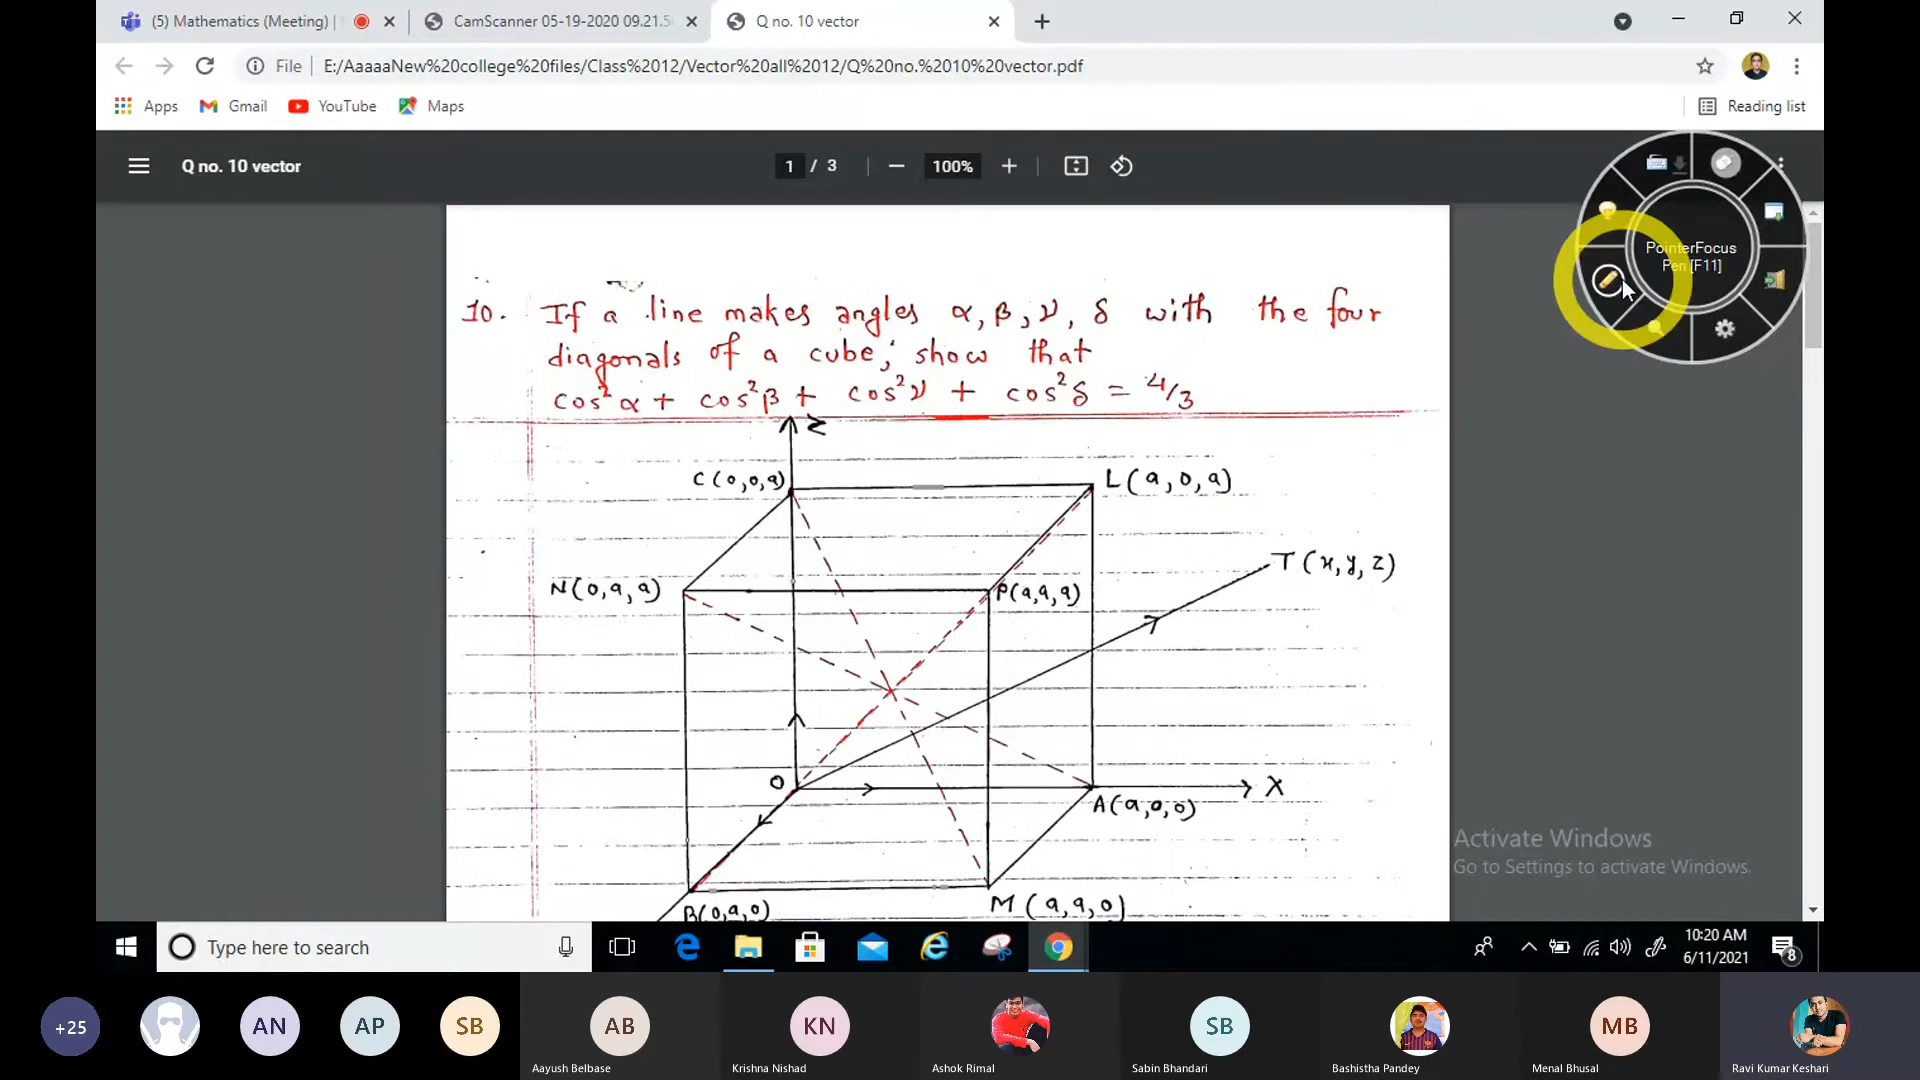 (5) Mathematics (Meeting) |
CamScanner 05-19-2020 09.21.5
Q no. 10 vector
File | E:/AaaaaNew%20college%20files/Class%2012/Vector%20all%2012/Q%20no.%2010%20vector.pdf
Apps Gmail YouTube Maps
Reading list
Q no. 10 vector
1 / 3
100%
PointerFocus
Pen [F11]
10. If a line makes angles α, β, γ, δ with the four
diagonals of a cube, show that
cos²α + cos²β + cos²γ + cos²δ = 4/3
Z
C(0,0,a)
L(a,0,a)
T(x,y,z)
N(0,a,a)
P(a,a,a)
O
X
A(a,0,0)
B(0,a,0)
M(a,a,0)
Activate Windows
Go to Settings to activate Windows.
Type here to search
10:20 AM
6/11/2021
8
+25
AN
AP
SB
AB
KN
SB
MB
Aayush Belbase
Krishna Nishad
Ashok Rimal
Sabin Bhandari
Bashistha Pandey
Menal Bhusal
Ravi Kumar Keshari